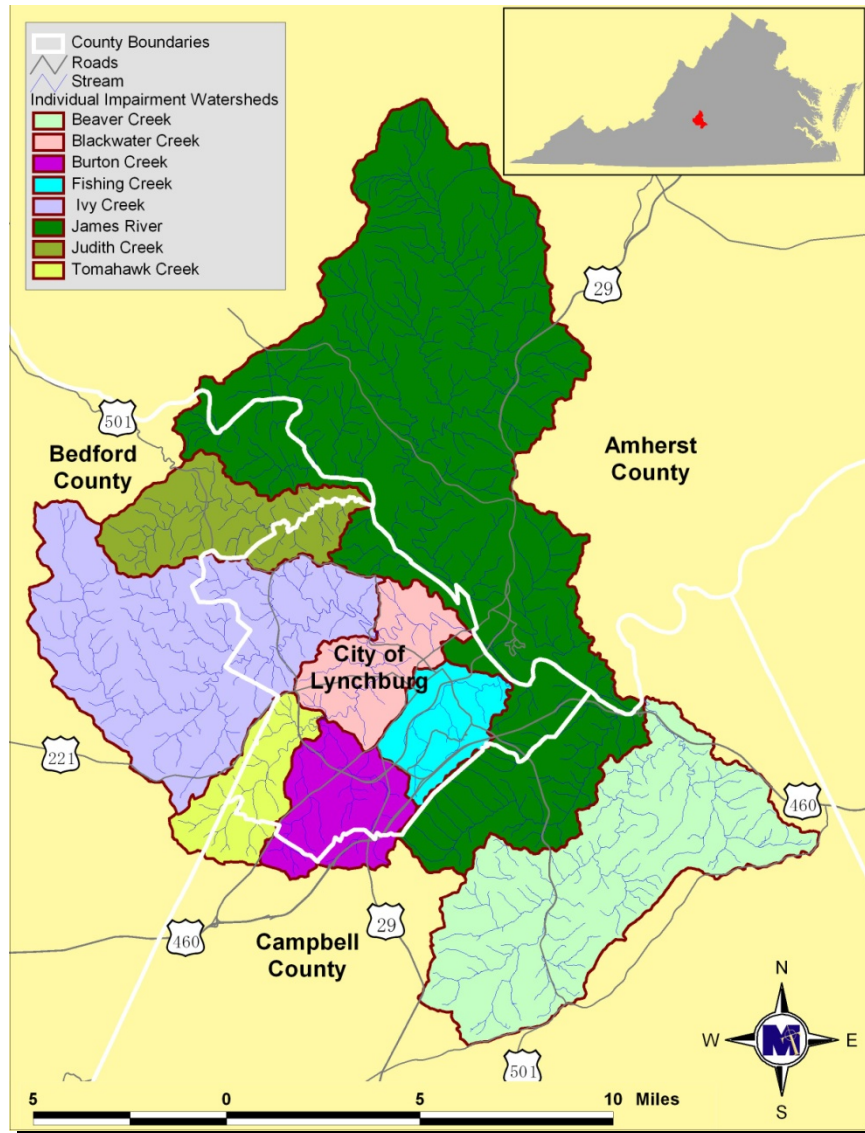 County Boundaries
Roads
Stream
Individual Impairment Watersheds
Beaver Creek
Blackwater Creek
Burton Creek
Fishing Creek
Ivy Creek
James River
Judith Creek
Tomahawk Creek
29
501
Bedford
County
Amherst
County
City of
Lynchburg
221
460
460
29
Campbell
County
501
N
W
M
E
S
5
0
5
10 Miles